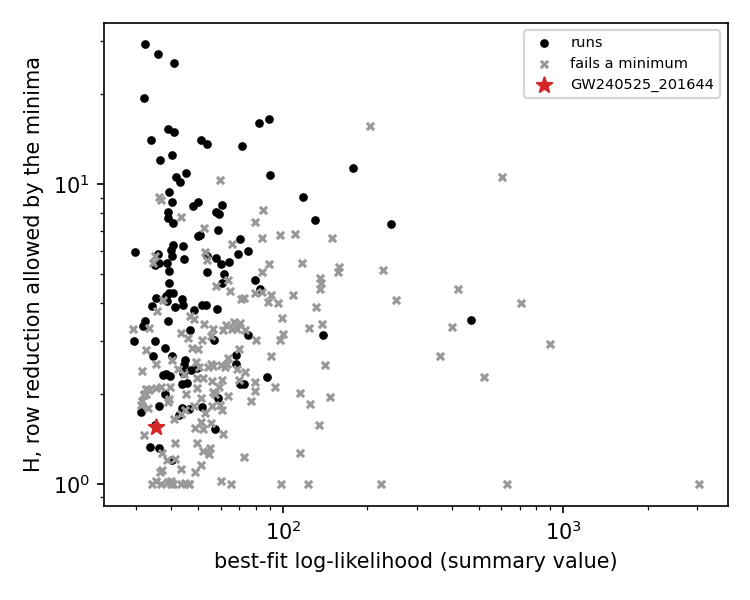 runs
fails a minimum
GW240525_201644
H, row reduction allowed by the minima
10¹
10⁰
10²
10³
best-fit log-likelihood (summary value)